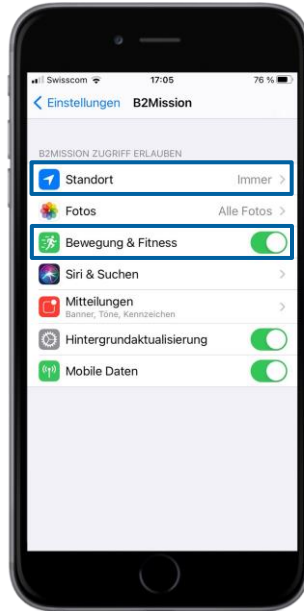 Swisscom 17:05 76 %
Einstellungen B2Mission
B2MISSION ZUGRIFF ERLAUBEN
Standort Immer
Fotos Alle Fotos
Bewegung & Fitness
Siri & Suchen
Mitteilungen
Banner, Töne, Kennzeichen
Hintergrundaktualisierung
Mobile Daten